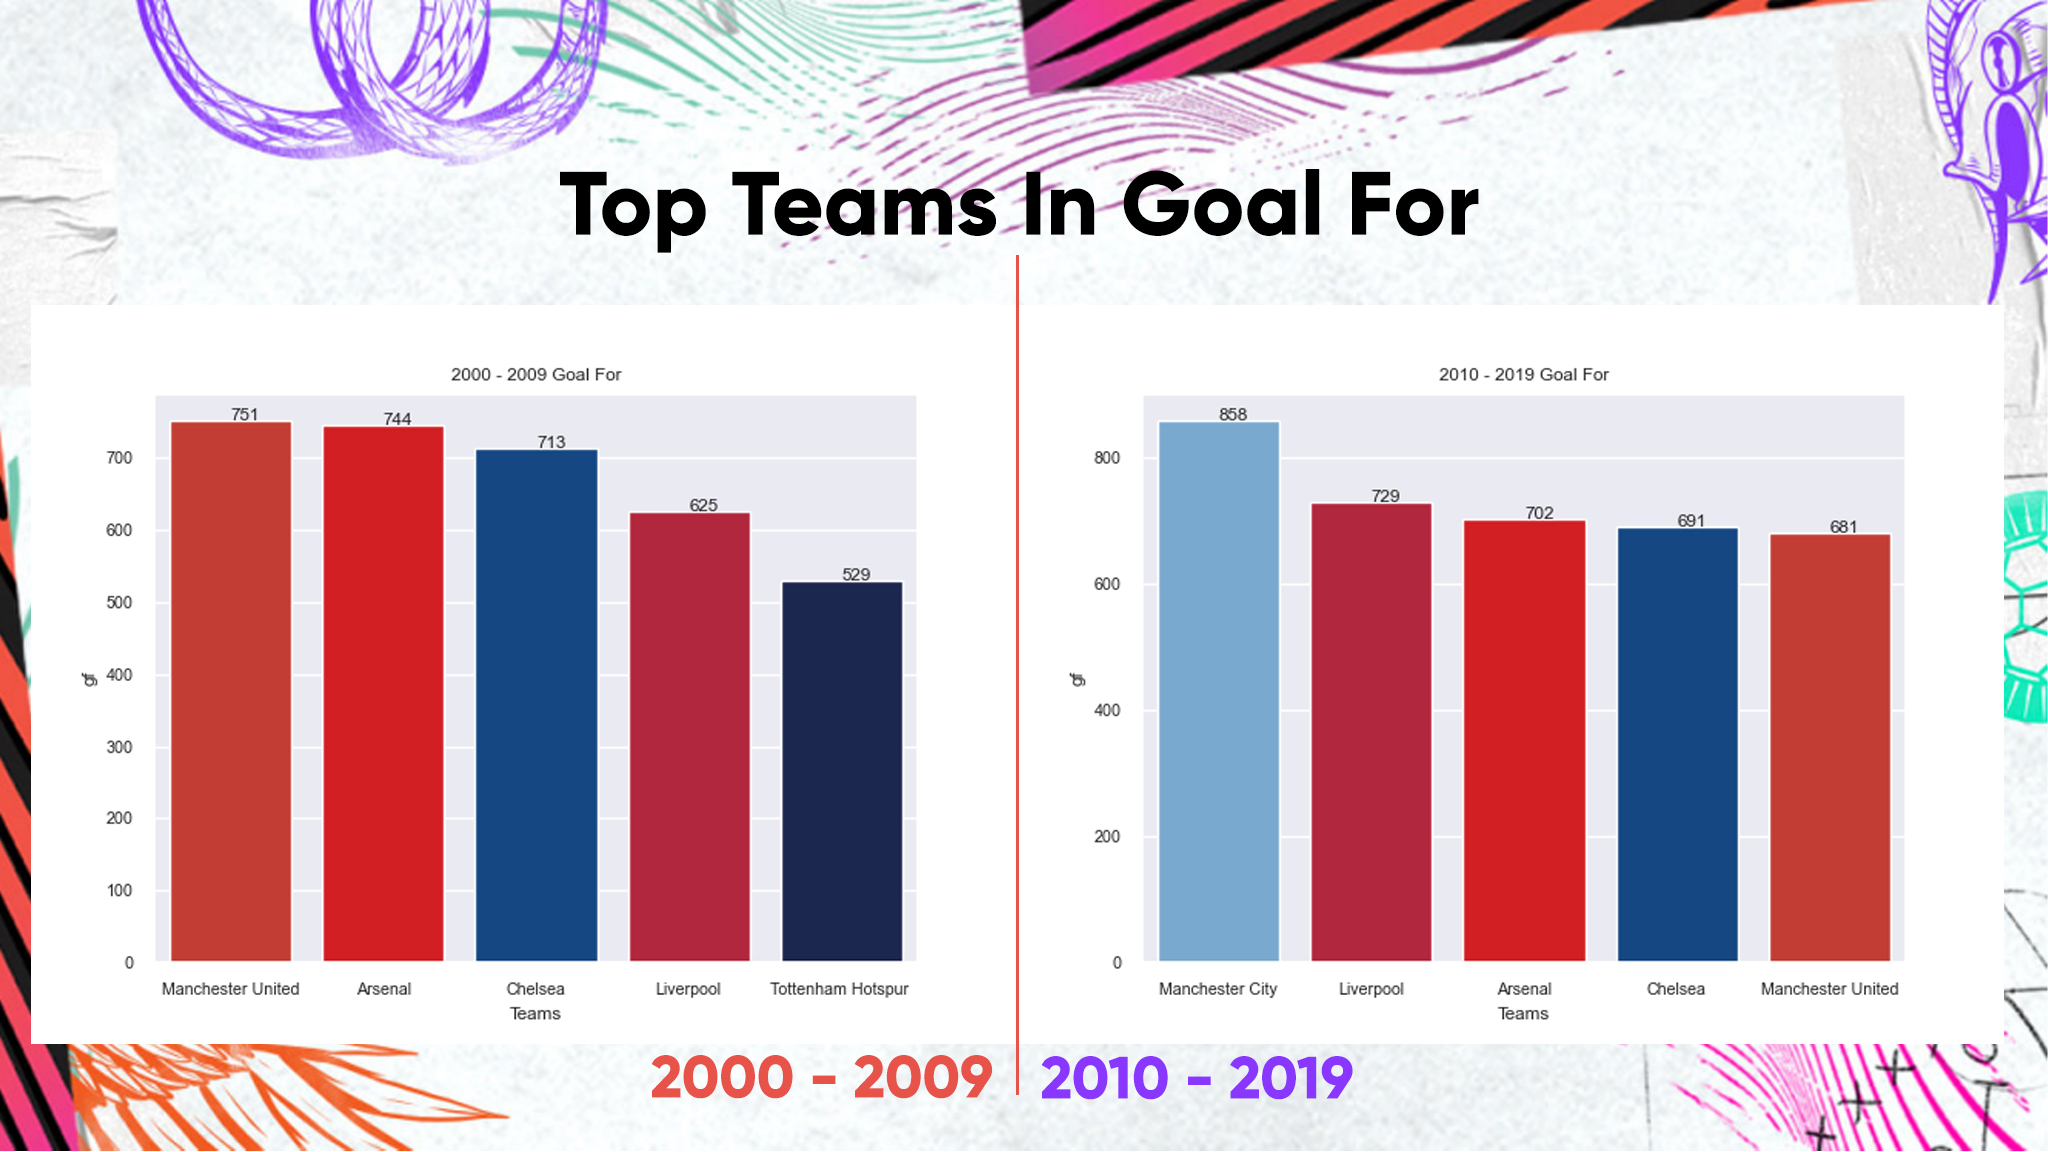 Top Teams In Goal For
2000 - 2009 Goal For
751
744
713
625
529
700
600
500
400
300
200
100
0
gf
Manchester United Arsenal Chelsea Liverpool Tottenham Hotspur
Teams
2010 - 2019 Goal For
858
729
702
691
681
800
600
400
200
0
gf
Manchester City Liverpool Arsenal Chelsea Manchester United
Teams
2000 - 2009
2010 - 2019